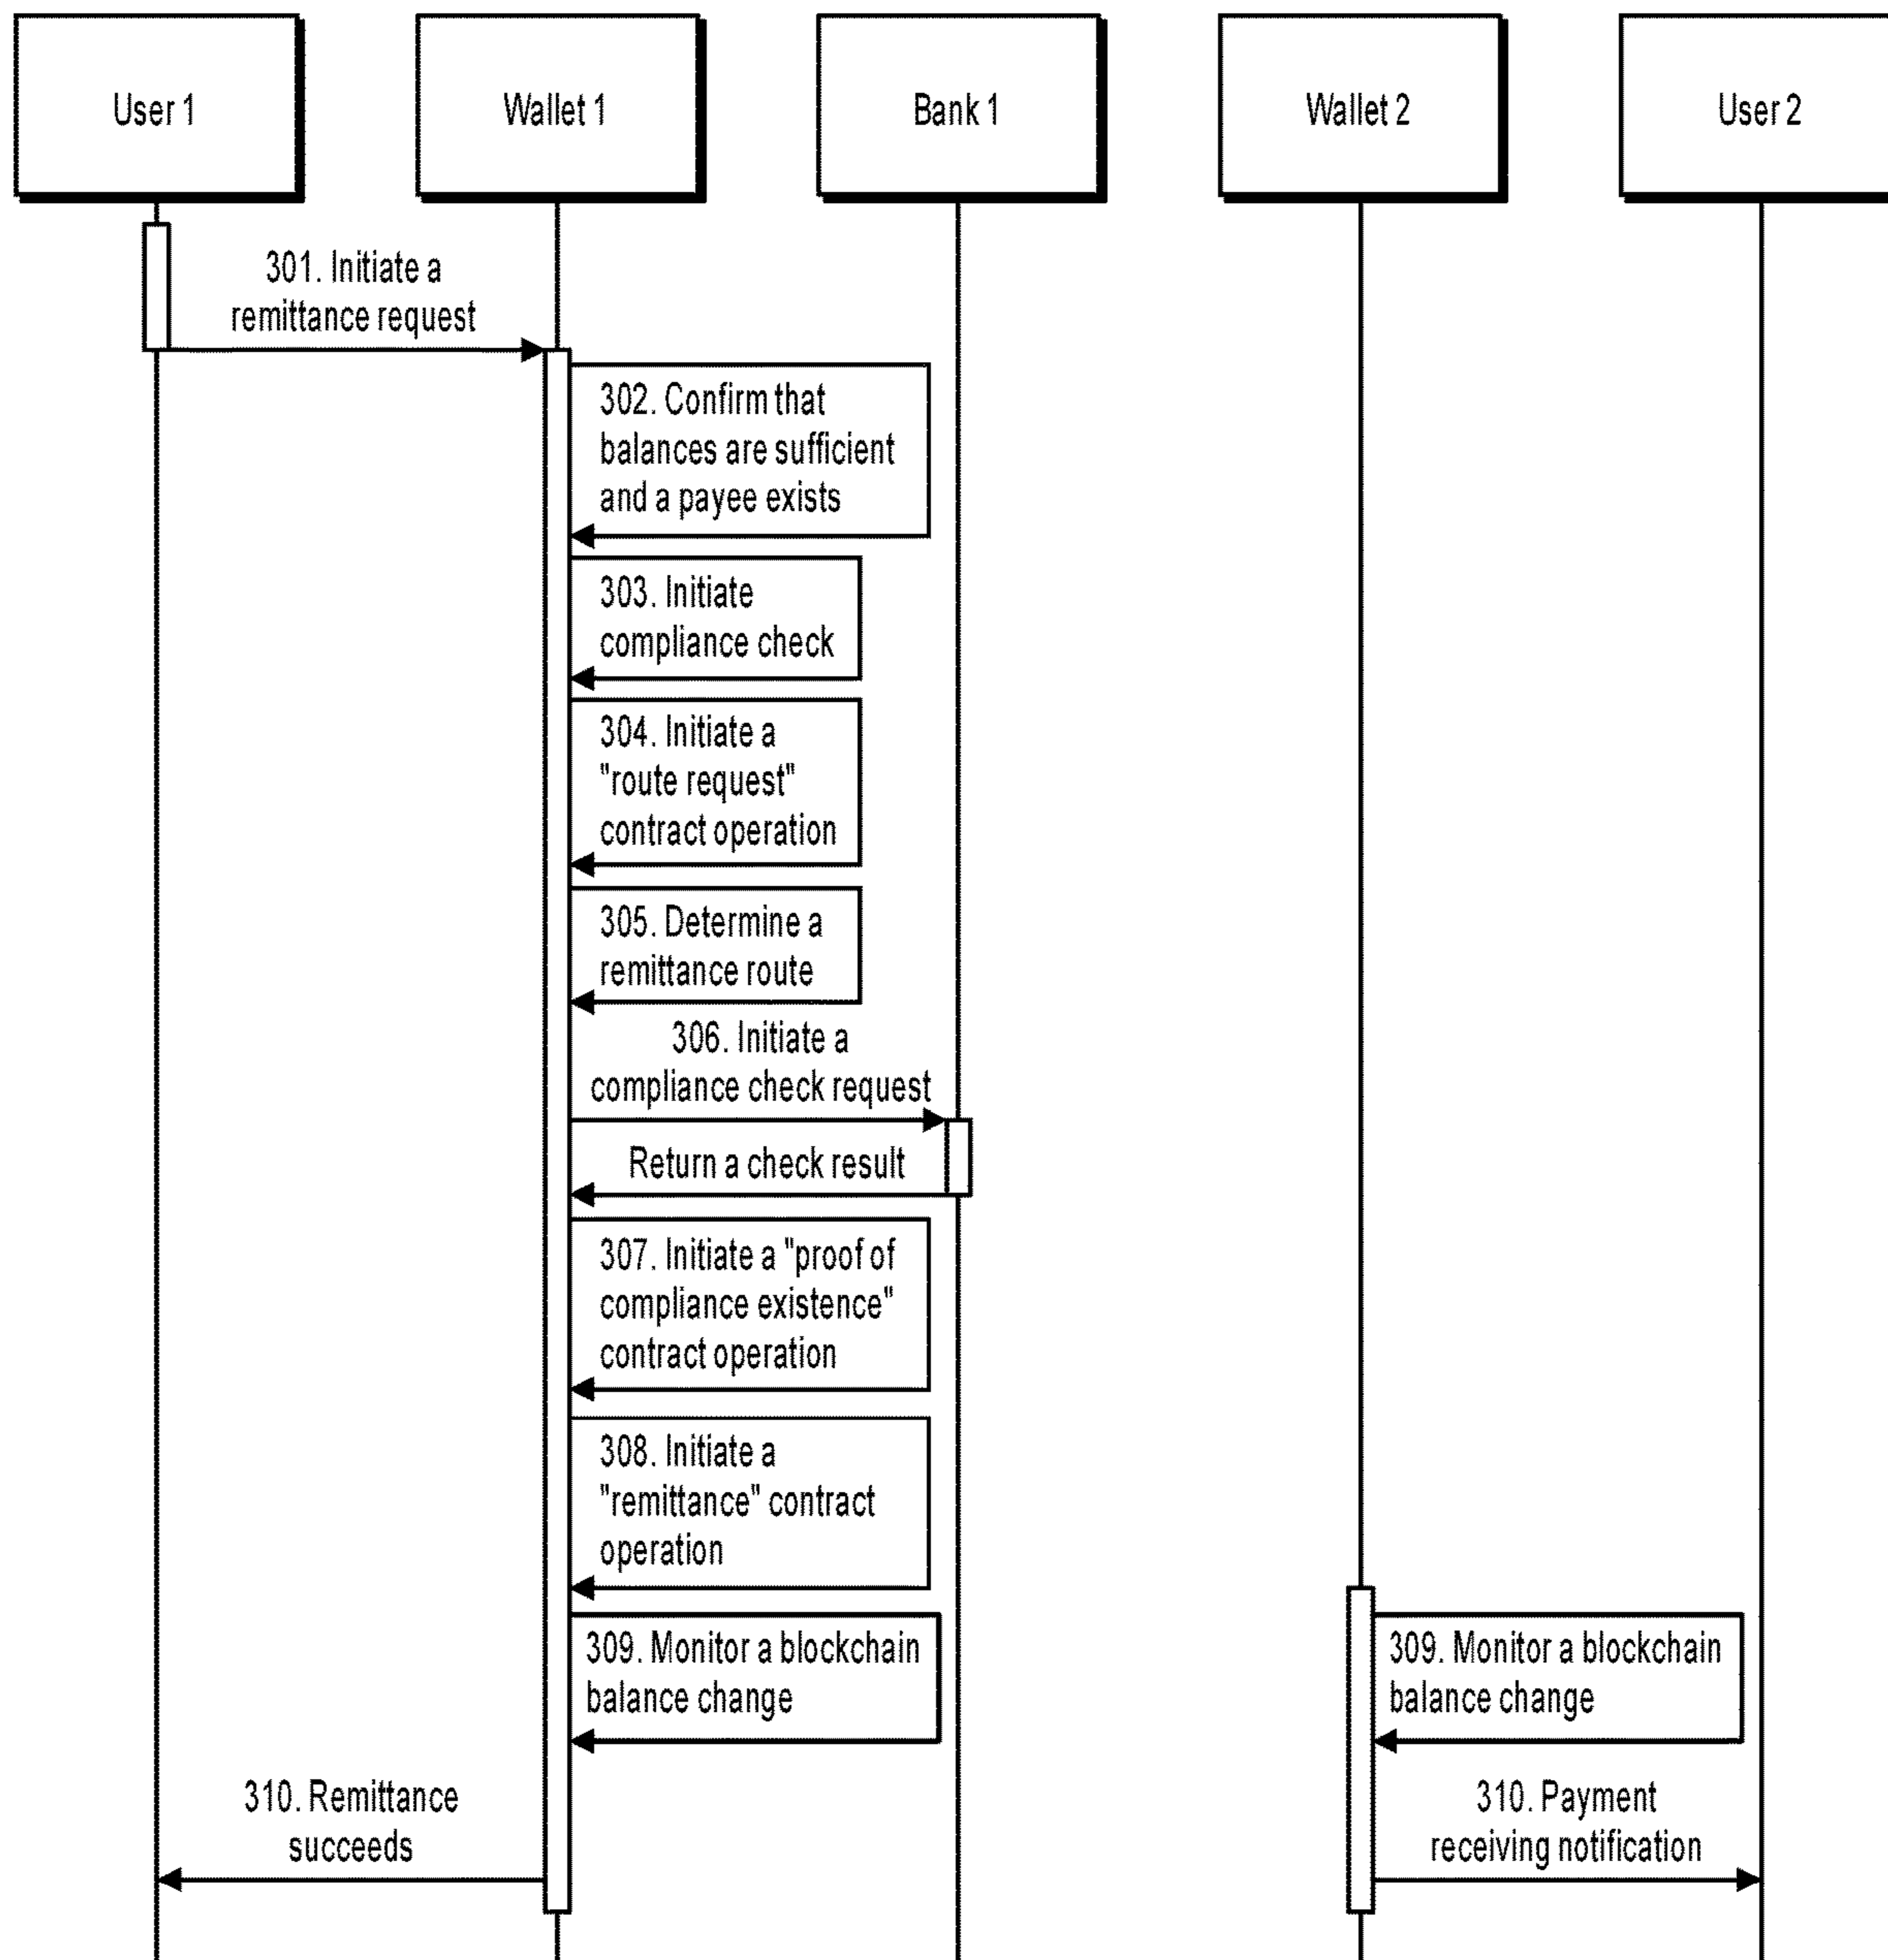 User 1
Wallet 1
Bank 1
Wallet 2
User 2
301. Initiate a
remittance request
302. Confirm that
balances are sufficient
and a payee exists
303. Initiate
compliance check
304. Initiate a
"route request"
contract operation
305. Determine a
remittance route
306. Initiate a
compliance check request
Return a check result
307. Initiate a "proof of
compliance existence"
contract operation
308. Initiate a
"remittance" contract
operation
309. Monitor a blockchain
balance change
309. Monitor a blockchain
balance change
310. Remittance
succeeds
310. Payment
receiving notification